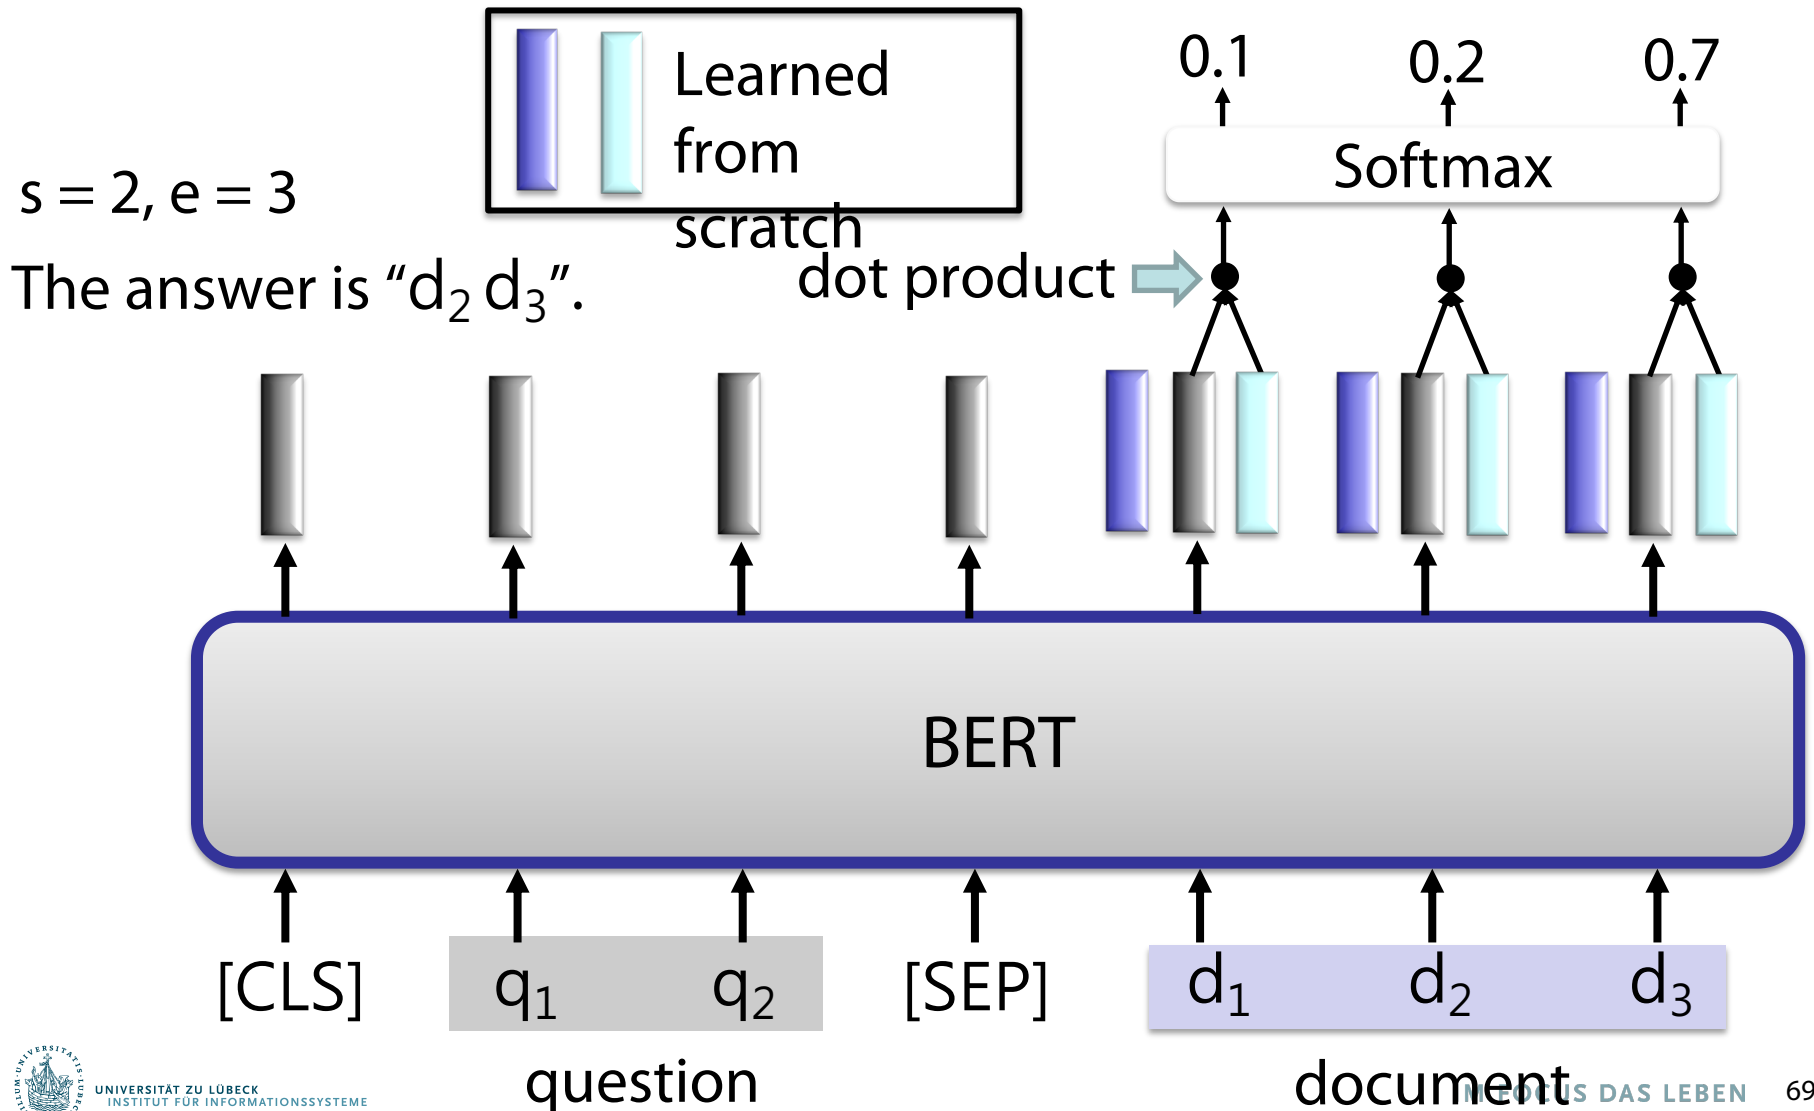 Learned
from
scratch
0.1 0.2 0.7
Softmax
s = 2, e = 3
dot product
The answer is “d₂ d₃”.
BERT
[CLS] q₁ q₂ [SEP] d₁ d₂ d₃
question document
UNIVERSITÄT ZU LÜBECK
INSTITUT FÜR INFORMATIONSSYSTEME
FOCUS DAS LEBEN 69